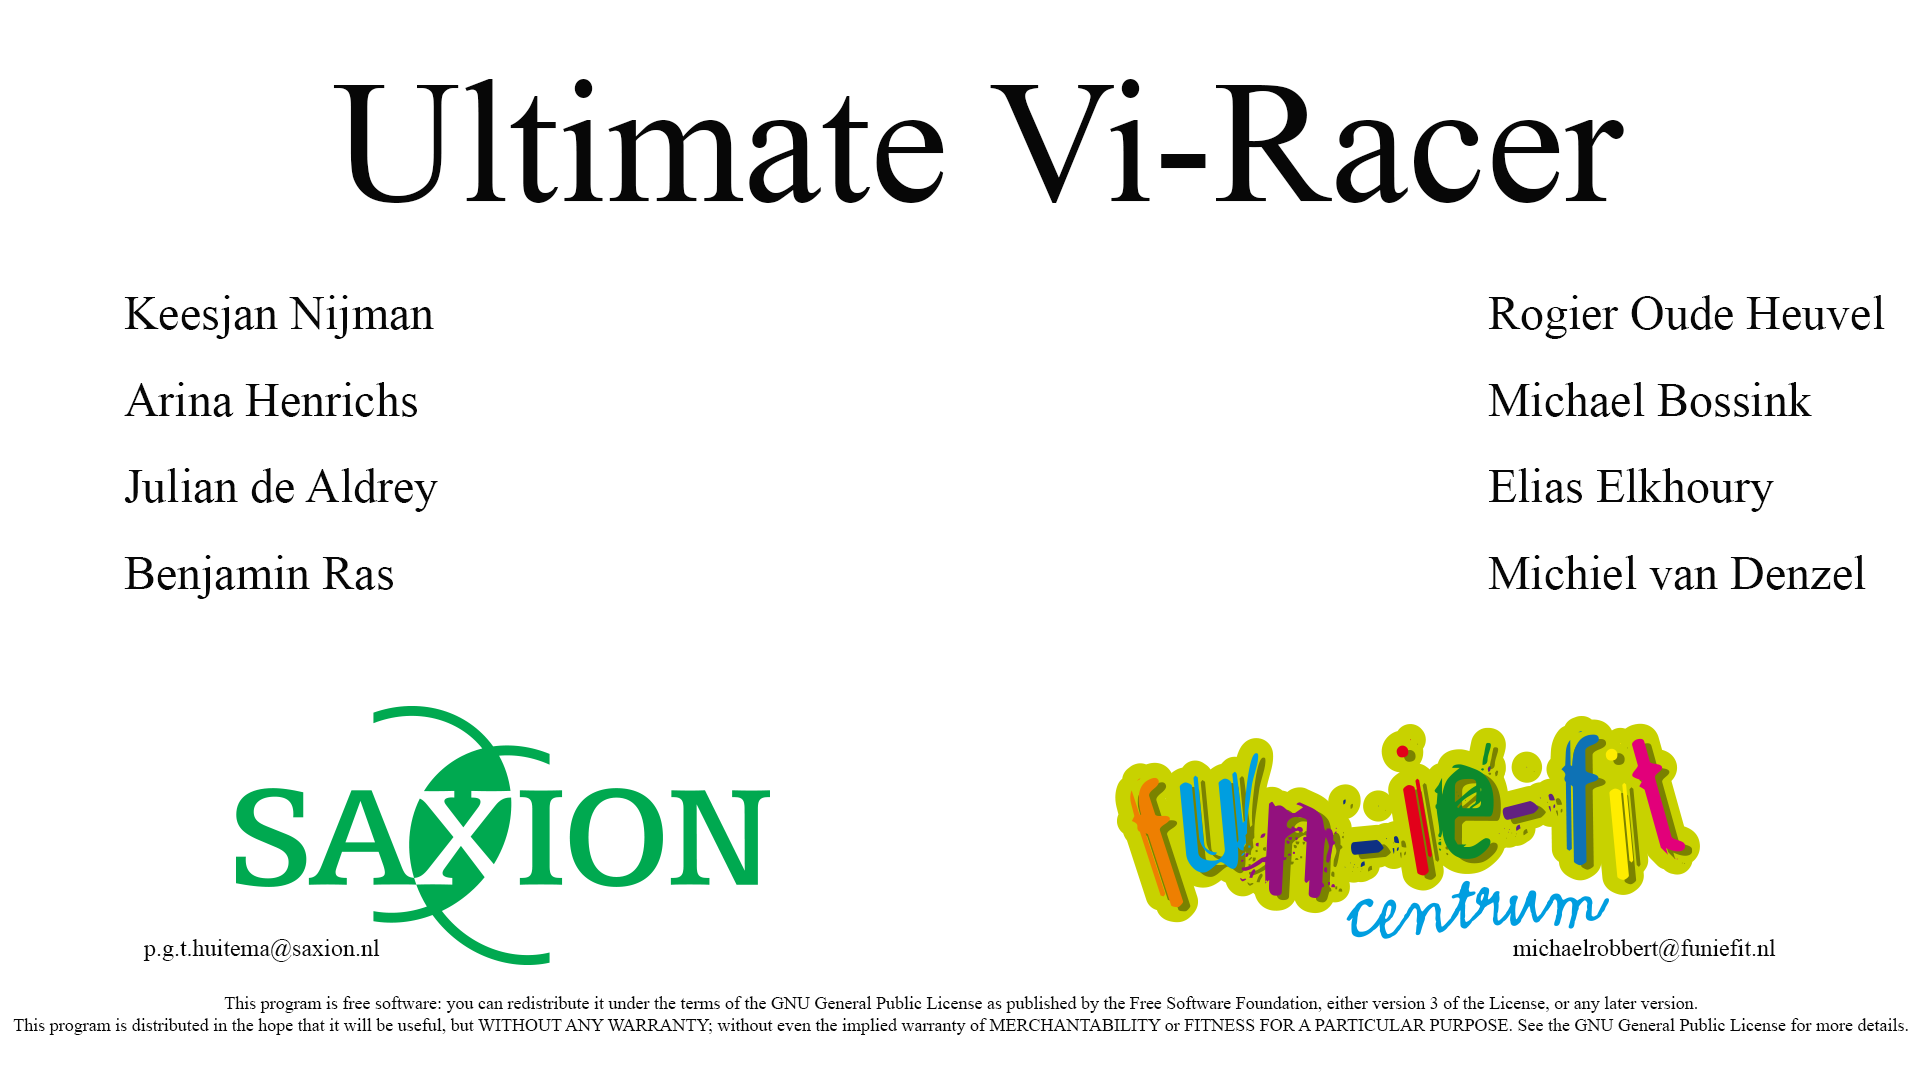 Ultimate Vi-Racer
Keesjan Nijman
Arina Henrichs
Julian de Aldrey
Benjamin Ras
Rogier Oude Heuvel
Michael Bossink
Elias Elkhoury
Michiel van Denzel
SAXION
p.g.t.huitema@saxion.nl
fun-ie-fit
centrum
michaelrobbert@funiefit.nl
This program is free software: you can redistribute it under the terms of the GNU General Public License as published by the Free Software Foundation, either version 3 of the License, or any later version.
This program is distributed in the hope that it will be useful, but WITHOUT ANY WARRANTY; without even the implied warranty of MERCHANTABILITY or FITNESS FOR A PARTICULAR PURPOSE. See the GNU General Public License for more details.